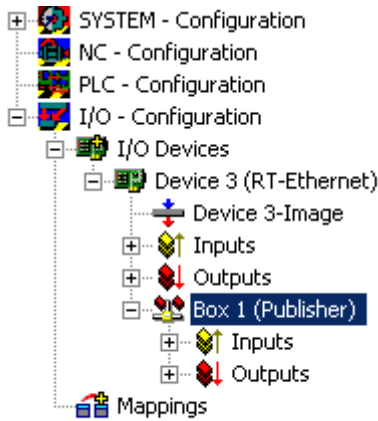 SYSTEM - Configuration
NC - Configuration
PLC - Configuration
I/O - Configuration
I/O Devices
Device 3 (RT-Ethernet)
Device 3-Image
Inputs
Outputs
Box 1 (Publisher)
Inputs
Outputs
Mappings